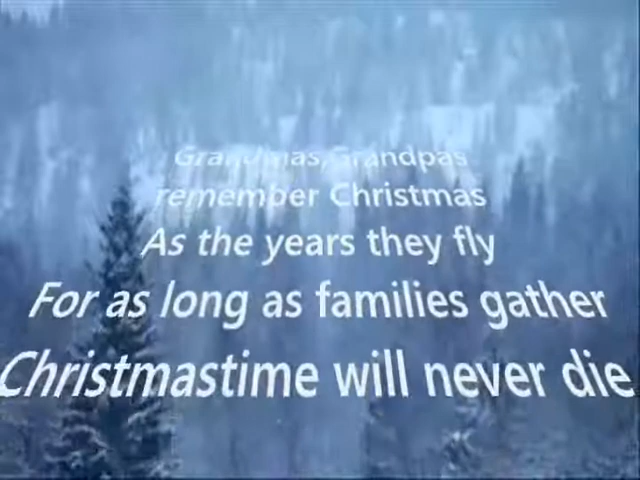 Grandmas,Grandpas
remember Christmas
As the years they fly
For as long as families gather
Christmastime will never die